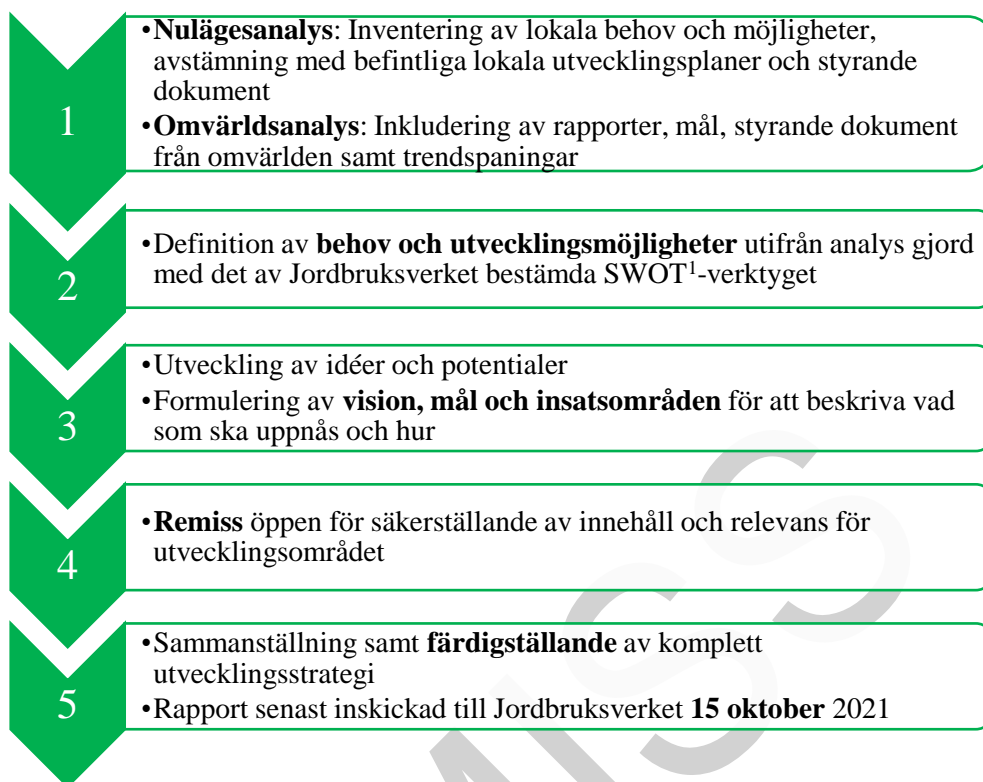 1
•Nulägesanalys: Inventering av lokala behov och möjligheter,
avstämning med befintliga lokala utvecklingsplaner och styrande
dokument
•Omvärldsanalys: Inkludering av rapporter, mål, styrande dokument
från omvärlden samt trendspaningar
2
•Definition av behov och utvecklingsmöjligheter utifrån analys gjord
med det av Jordbruksverket bestämda SWOT¹-verktyget
3
•Utveckling av idéer och potentialer
•Formulering av vision, mål och insatsområden för att beskriva vad
som ska uppnås och hur
4
•Remiss öppen för säkerställande av innehåll och relevans för
utvecklingsområdet
5
•Sammanställning samt färdigställande av komplett
utvecklingsstrategi
•Rapport senast inskickad till Jordbruksverket 15 oktober 2021